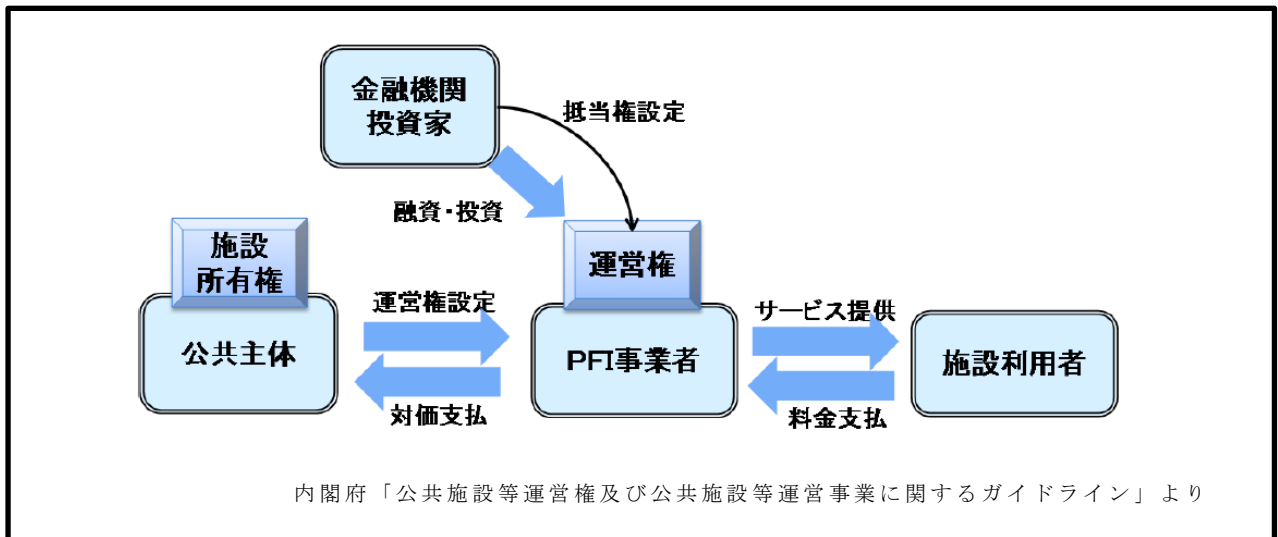 金融機関
投資家
抵当権設定
融資・投資
施設
所有権
運営権
運営権設定
サービス提供
公共主体
PFI事業者
施設利用者
対価支払
料金支払
内閣府「公共施設等運営権及び公共施設等運営事業に関するガイドライン」より